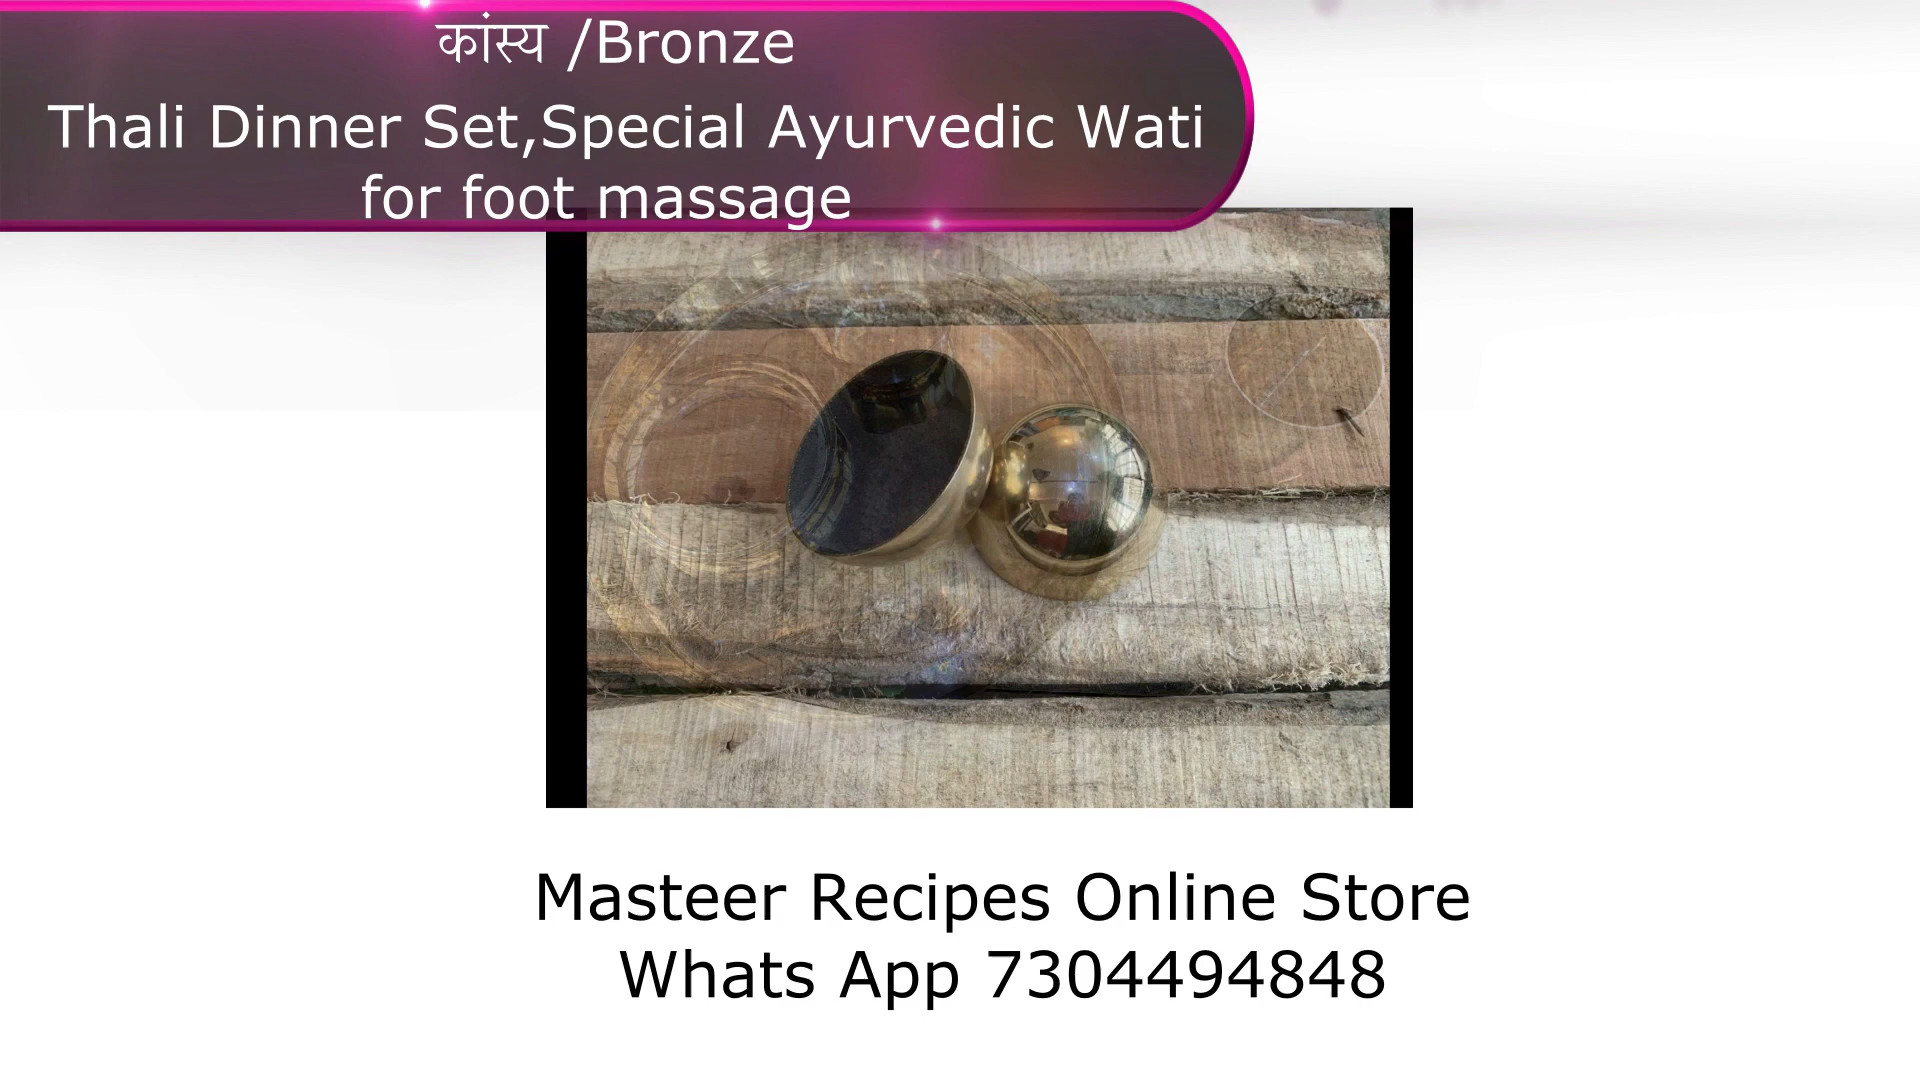 कांस्य /Bronze
Thali Dinner Set,Special Ayurvedic Wati
for foot massage
Masteer Recipes Online Store
Whats App 7304494848